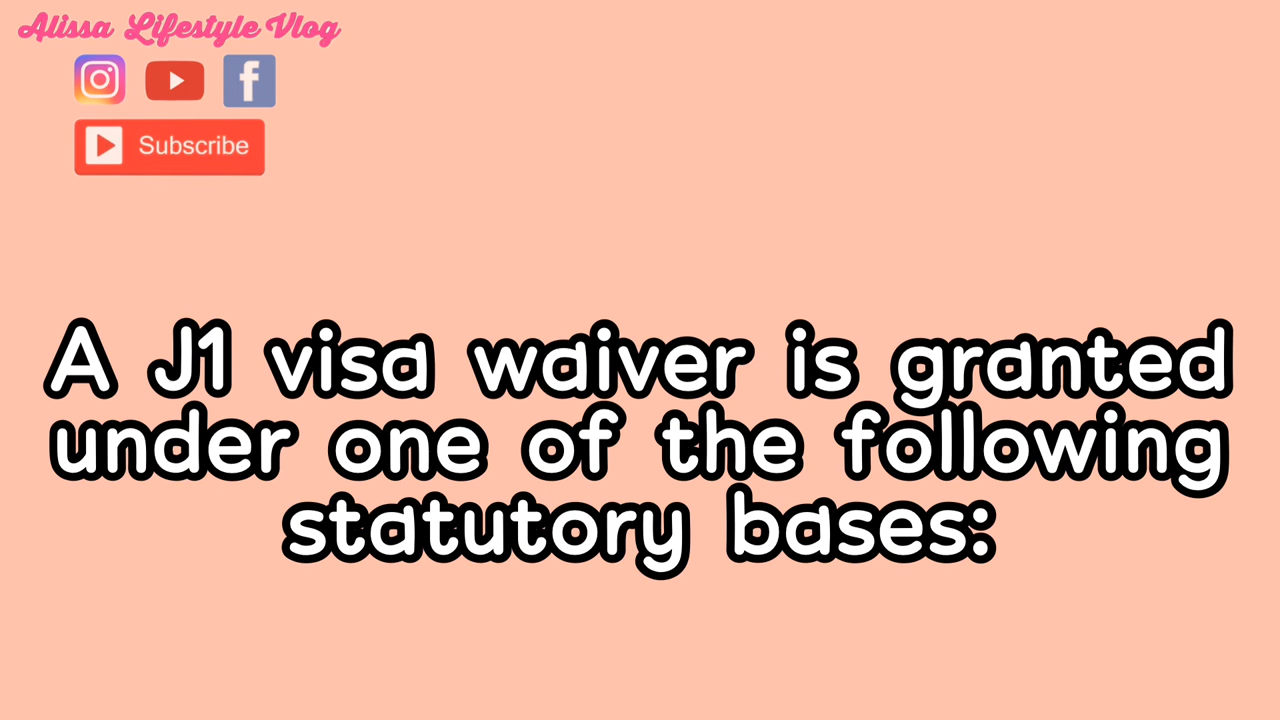 Alissa Lifestyle Vlog
Subscribe
A J1 visa waiver is granted
under one of the following
statutory bases: